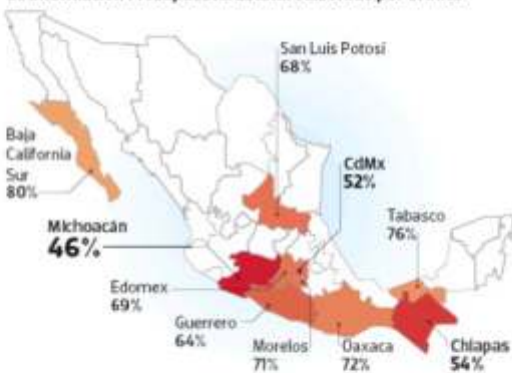 San Luis Potosí
68%
Baja
California
Sur
80%
CdMx
52%
Tabasco
76%
Michoacán
46%
Edomex
69%
Guerrero
64%
Morelos
71%
Oaxaca
72%
Chiapas
54%